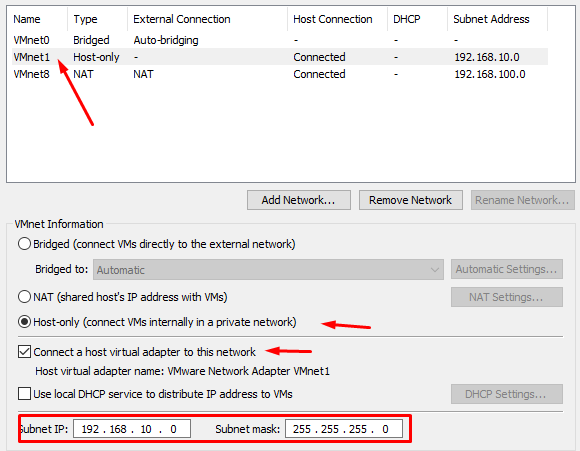 Name Type External Connection Host Connection DHCP Subnet Address
VMnet0 Bridged Auto-bridging - - -
VMnet1 Host-only - Connected - 192.168.10.0
VMnet8 NAT NAT Connected - 192.168.100.0
Add Network... Remove Network Rename Network...
VMnet Information
Bridged (connect VMs directly to the external network)
Bridged to: Automatic Automatic Settings...
NAT (shared host's IP address with VMs) NAT Settings...
Host-only (connect VMs internally in a private network)
Connect a host virtual adapter to this network
Host virtual adapter name: VMware Network Adapter VMnet1
Use local DHCP service to distribute IP address to VMs DHCP Settings...
Subnet IP: 192 . 168 . 10 . 0 Subnet mask: 255 . 255 . 255 . 0